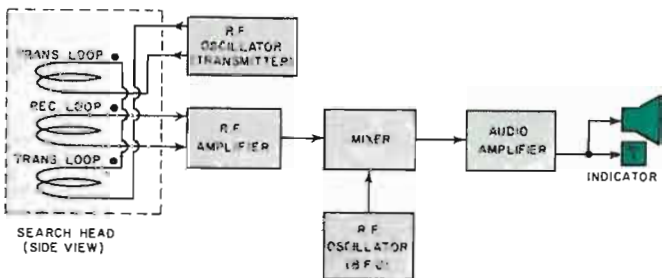 TRANS LOOP
REC. LOOP
TRANS LOOP
SEARCH HEAD
(SIDE VIEW)
R.F.
OSCILLATOR
(TRANSMITTER)
R.F.
AMPLIFIER
MIXER
R.F.
OSCILLATOR
(B.F.O.)
AUDIO
AMPLIFIER
INDICATOR